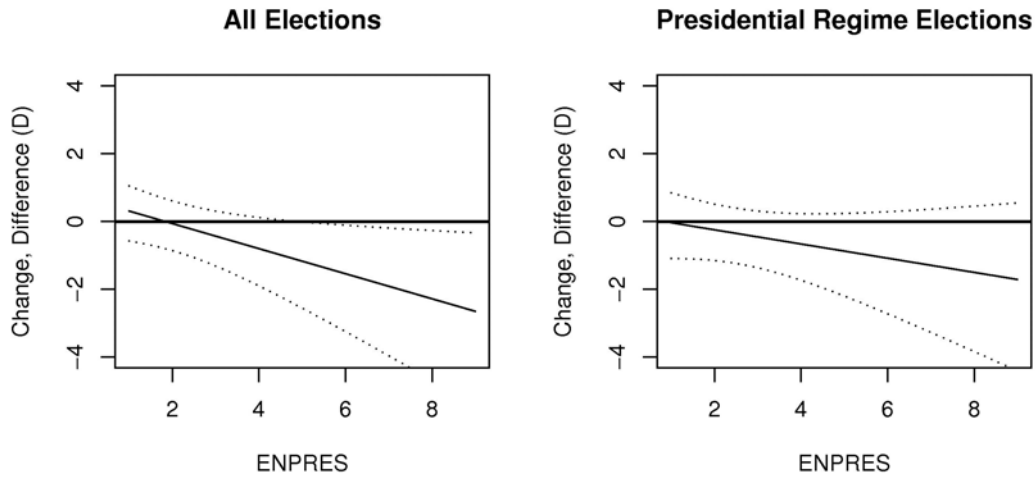 All Elections
Change, Difference (D)
4
2
0
−2
−4
2 4 6 8
ENPRES
Presidential Regime Elections
Change, Difference (D)
4
2
0
−2
−4
2 4 6 8
ENPRES